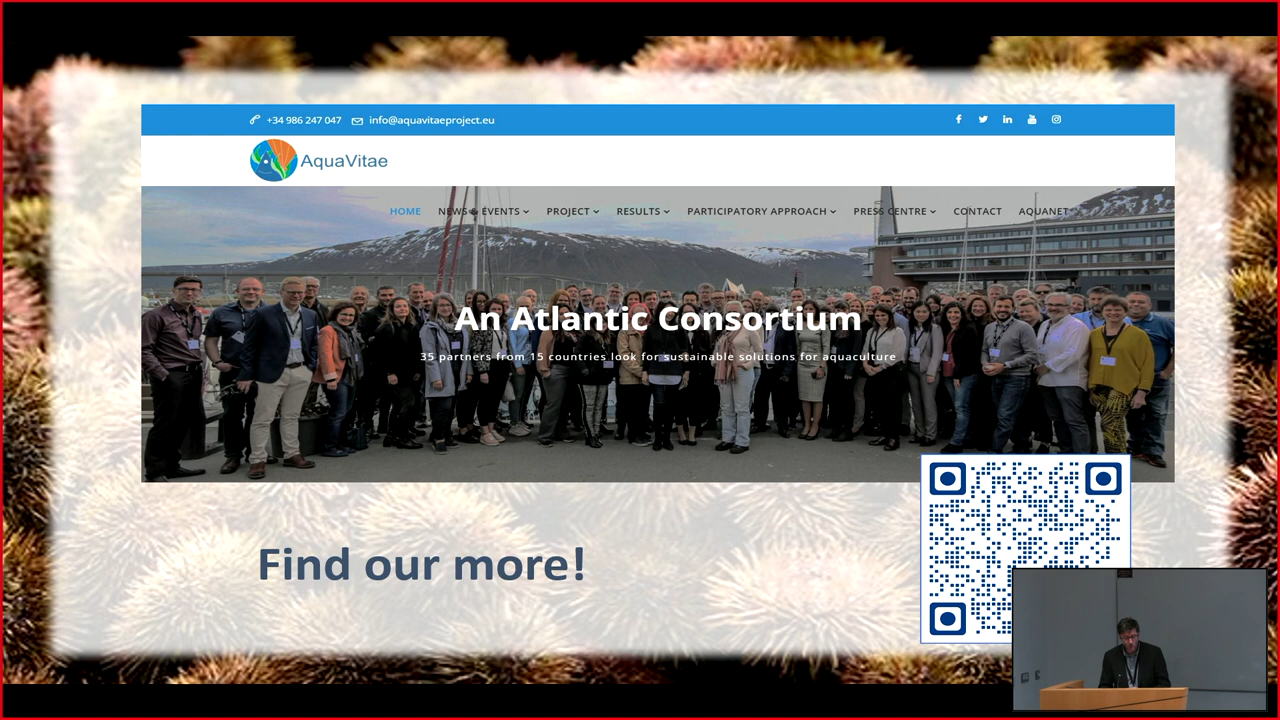 +34 986 247 047 info@aquavitaeproject.eu
AquaVitae
HOME NEWS & EVENTS PROJECT RESULTS PARTICIPATORY APPROACH PRESS CENTRE CONTACT AQUANET
An Atlantic Consortium
35 partners from 15 countries look for sustainable solutions for aquaculture
Find our more!